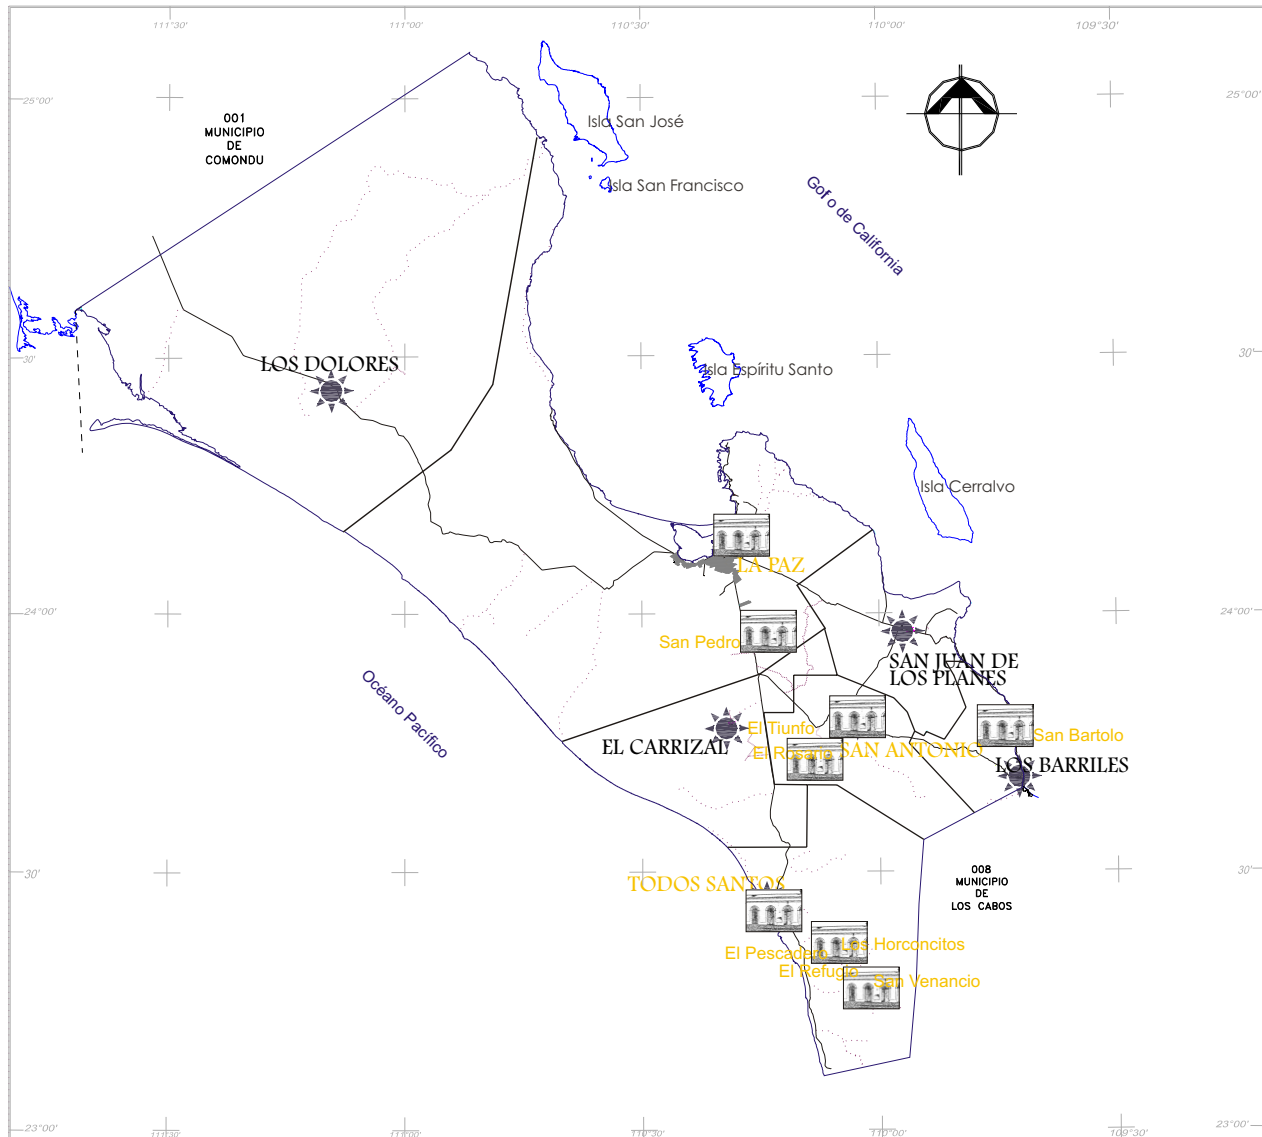 111°30'
111°00'
110°30'
110°00'
109°30'
25°00'
25°00'
001
MUNICIPIO
DE
COMONDU
Isla San José
Isla San Francisco
Golfo de California
30'
30'
LOS DOLORES
Isla Espíritu Santo
Isla Cerralvo
LA PAZ
24°00'
24°00'
San Pedro
SAN JUAN DE
LOS PLANES
Océano Pacífico
El Tiunfo
EL CARRIZAL
El Rosario
SAN ANTONIO
San Bartolo
LOS BARRILES
30'
30'
TODOS SANTOS
008
MUNICIPIO
DE
LOS CABOS
El Pescadero
Los Horconcitos
El Refugio
San Venancio
23°00'
23°00'
111°30'
111°00'
110°30'
110°00'
109°30'